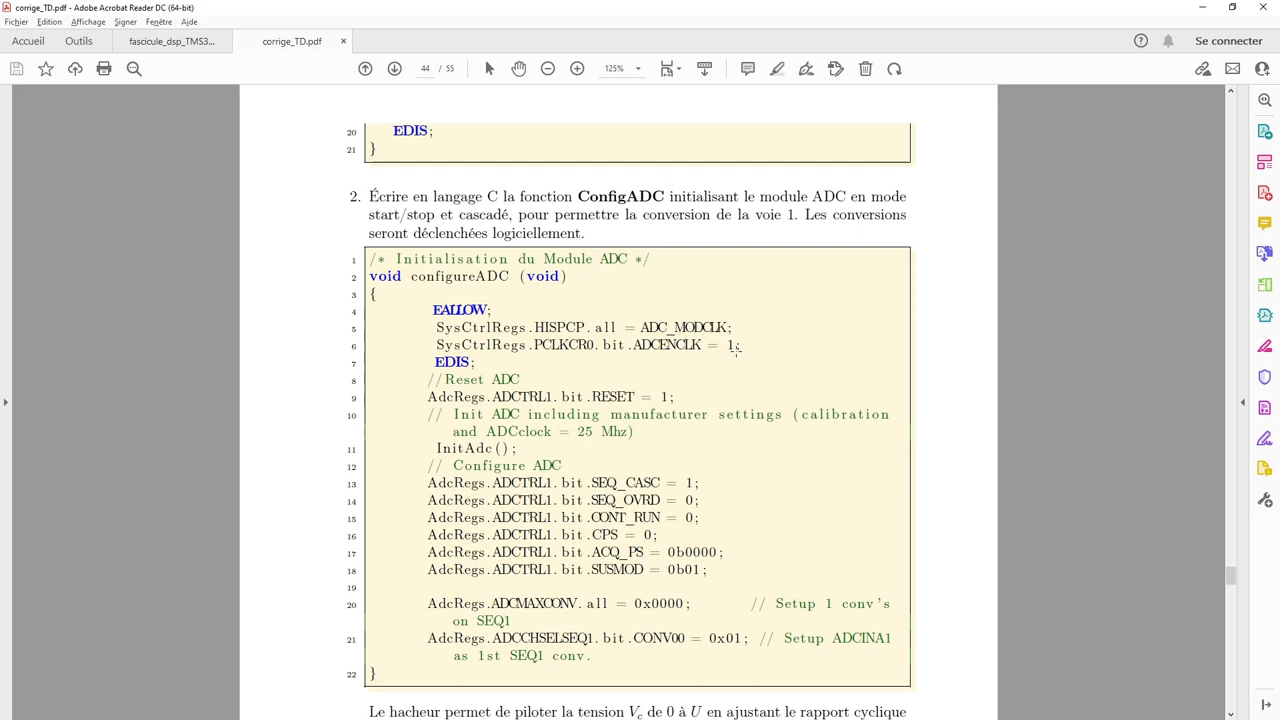 corrige_TD.pdf - Adobe Acrobat Reader DC (64-bit)
Fichier Edition Affichage Signer Fenêtre Aide
Accueil Outils fascicule_dsp_TMS3... corrige_TD.pdf × Se connecter
44 / 55 125%
20 EDIS;
21 }
2. Écrire en langage C la fonction ConfigADC initialisant le module ADC en mode
start/stop et cascadé, pour permettre la conversion de la voie 1. Les conversions
seront déclenchées logiciellement.
1 /* Initialisation du Module ADC */
2 void configureADC (void)
3 {
4 EALLOW;
5 SysCtrlRegs.HISPCP.all = ADC_MODCLK;
6 SysCtrlRegs.PCLKCR0.bit.ADCENCLK = 1;
7 EDIS;
8 //Reset ADC
9 AdcRegs.ADCTRL1.bit.RESET = 1;
10 // Init ADC including manufacturer settings (calibration
and ADCclock = 25 Mhz)
11 InitAdc();
12 // Configure ADC
13 AdcRegs.ADCTRL1.bit.SEQ_CASC = 1;
14 AdcRegs.ADCTRL1.bit.SEQ_OVRD = 0;
15 AdcRegs.ADCTRL1.bit.CONT_RUN = 0;
16 AdcRegs.ADCTRL1.bit.CPS = 0;
17 AdcRegs.ADCTRL1.bit.ACQ_PS = 0b0000;
18 AdcRegs.ADCTRL1.bit.SUSMOD = 0b01;
19
20 AdcRegs.ADCMAXCONV.all = 0x0000; // Setup 1 conv's
on SEQ1
21 AdcRegs.ADCCHSELSEQ1.bit.CONV00 = 0x01; // Setup ADCINA1
as 1st SEQ1 conv.
22 }
Le hacheur permet de piloter la tension Vc de 0 à U en ajustant le rapport cyclique